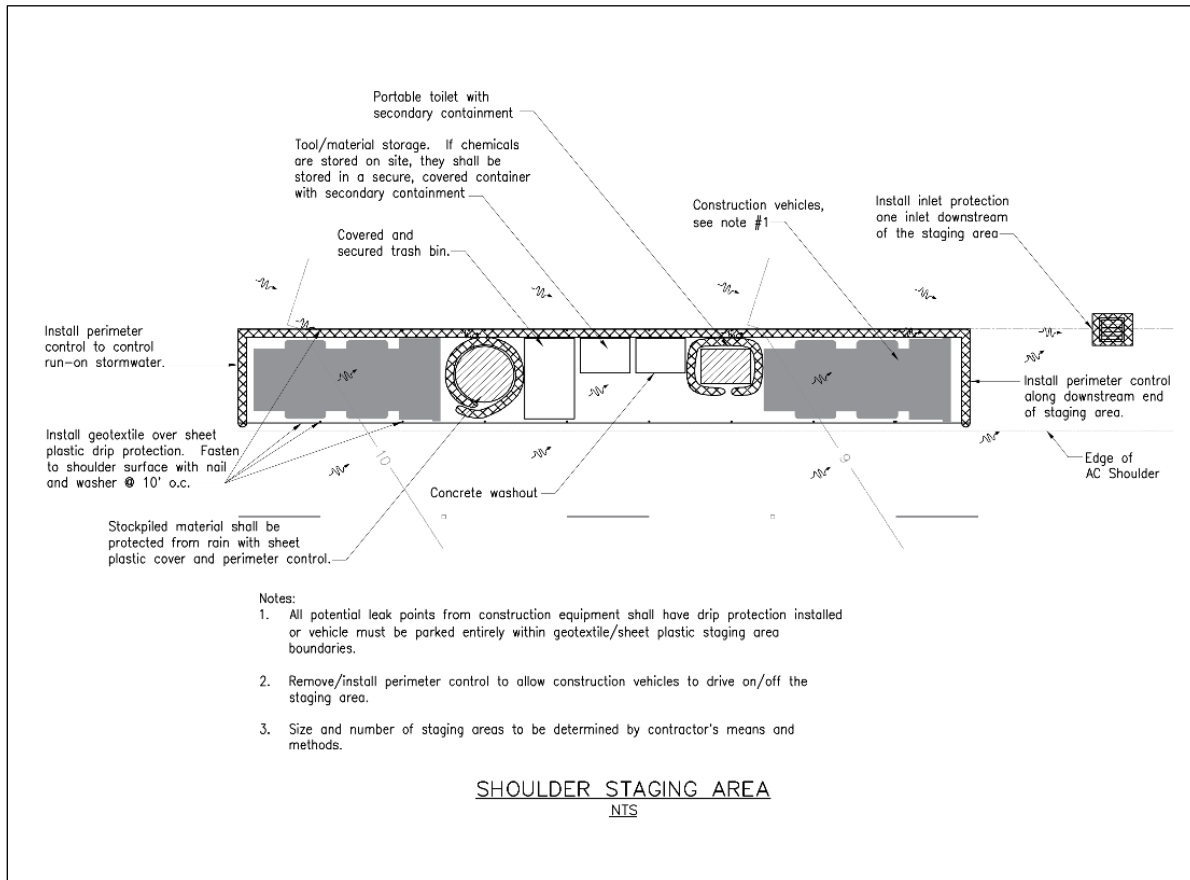 Portable toilet with
secondary containment
Tool/material storage.  If chemicals
are stored on site, they shall be
stored in a secure, covered container
with secondary containment
Construction vehicles,
see note #1
Install inlet protection
one inlet downstream
of the staging area
Covered and
secured trash bin.
Install perimeter
control to control
run-on stormwater.
Install perimeter control
along downstream end
of staging area.
Install geotextile over sheet
plastic drip protection.  Fasten
to shoulder surface with nail
and washer @ 10' o.c.
10
9
Edge of
AC Shoulder
Concrete washout
Stockpiled material shall be
protected from rain with sheet
plastic cover and perimeter control.
Notes:
1. All potential leak points from construction equipment shall have drip protection installed
or vehicle must be parked entirely within geotextile/sheet plastic staging area
boundaries.
2. Remove/install perimeter control to allow construction vehicles to drive on/off the
staging area.
3. Size and number of staging areas to be determined by contractor's means and
methods.
SHOULDER STAGING AREA
NTS